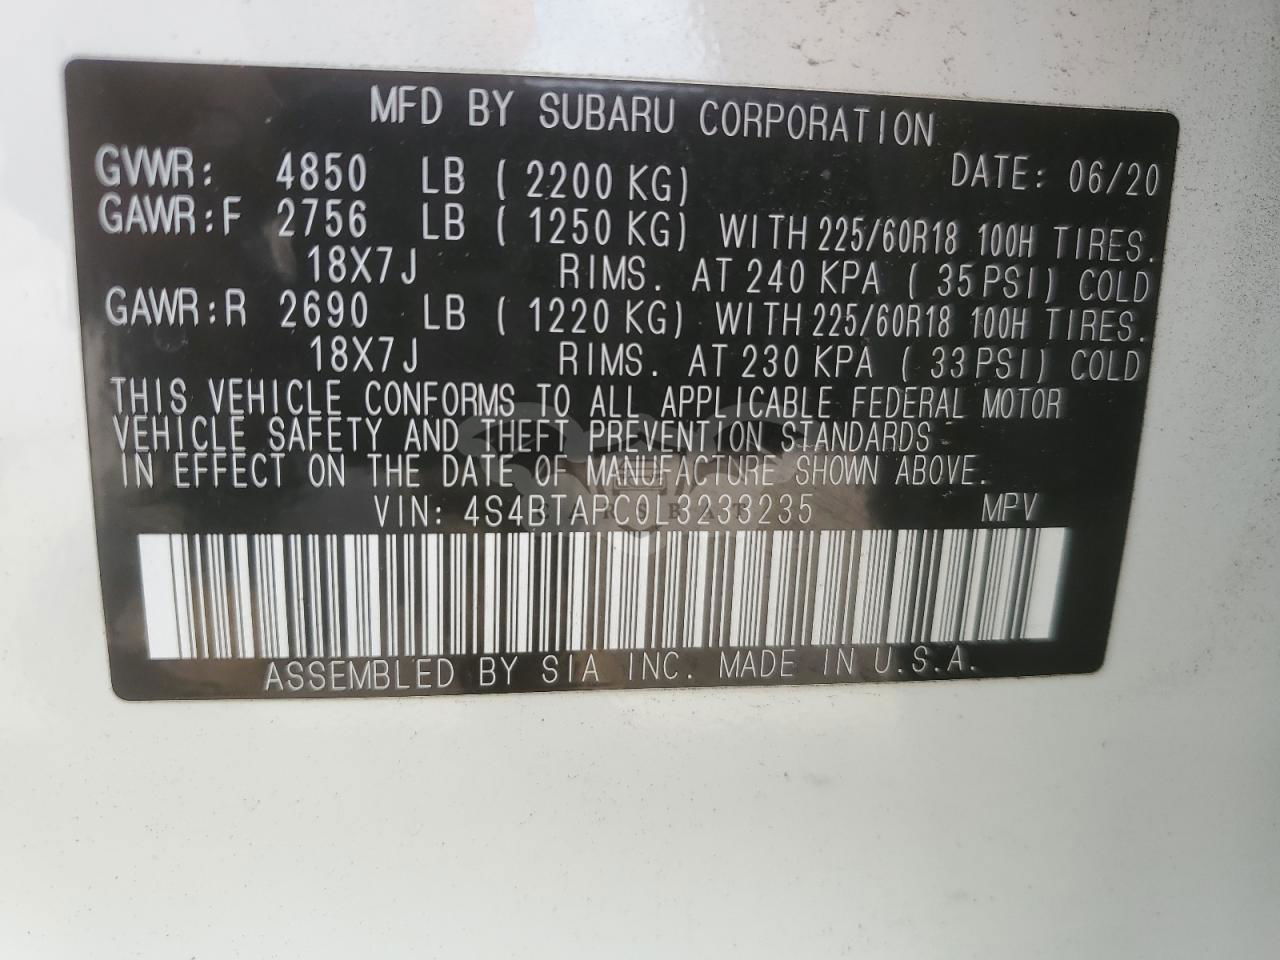 MFD BY SUBARU CORPORATION
DATE: 06/20
GVWR: 4850 LB ( 2200 KG)
GAWR:F 2756 LB ( 1250 KG) WITH 225/60R18 100H TIRES.
18X7J RIMS. AT 240 KPA ( 35 PSI) COLD
GAWR:R 2690 LB ( 1220 KG) WITH 225/60R18 100H TIRES.
18X7J RIMS. AT 230 KPA ( 33 PSI) COLD
THIS VEHICLE CONFORMS TO ALL APPLICABLE FEDERAL MOTOR
VEHICLE SAFETY AND THEFT PREVENTION STANDARDS
IN EFFECT ON THE DATE OF MANUFACTURE SHOWN ABOVE.
VIN: 4S4BTAPC0L3233235 MPV
ASSEMBLED BY SIA INC. MADE IN U.S.A.